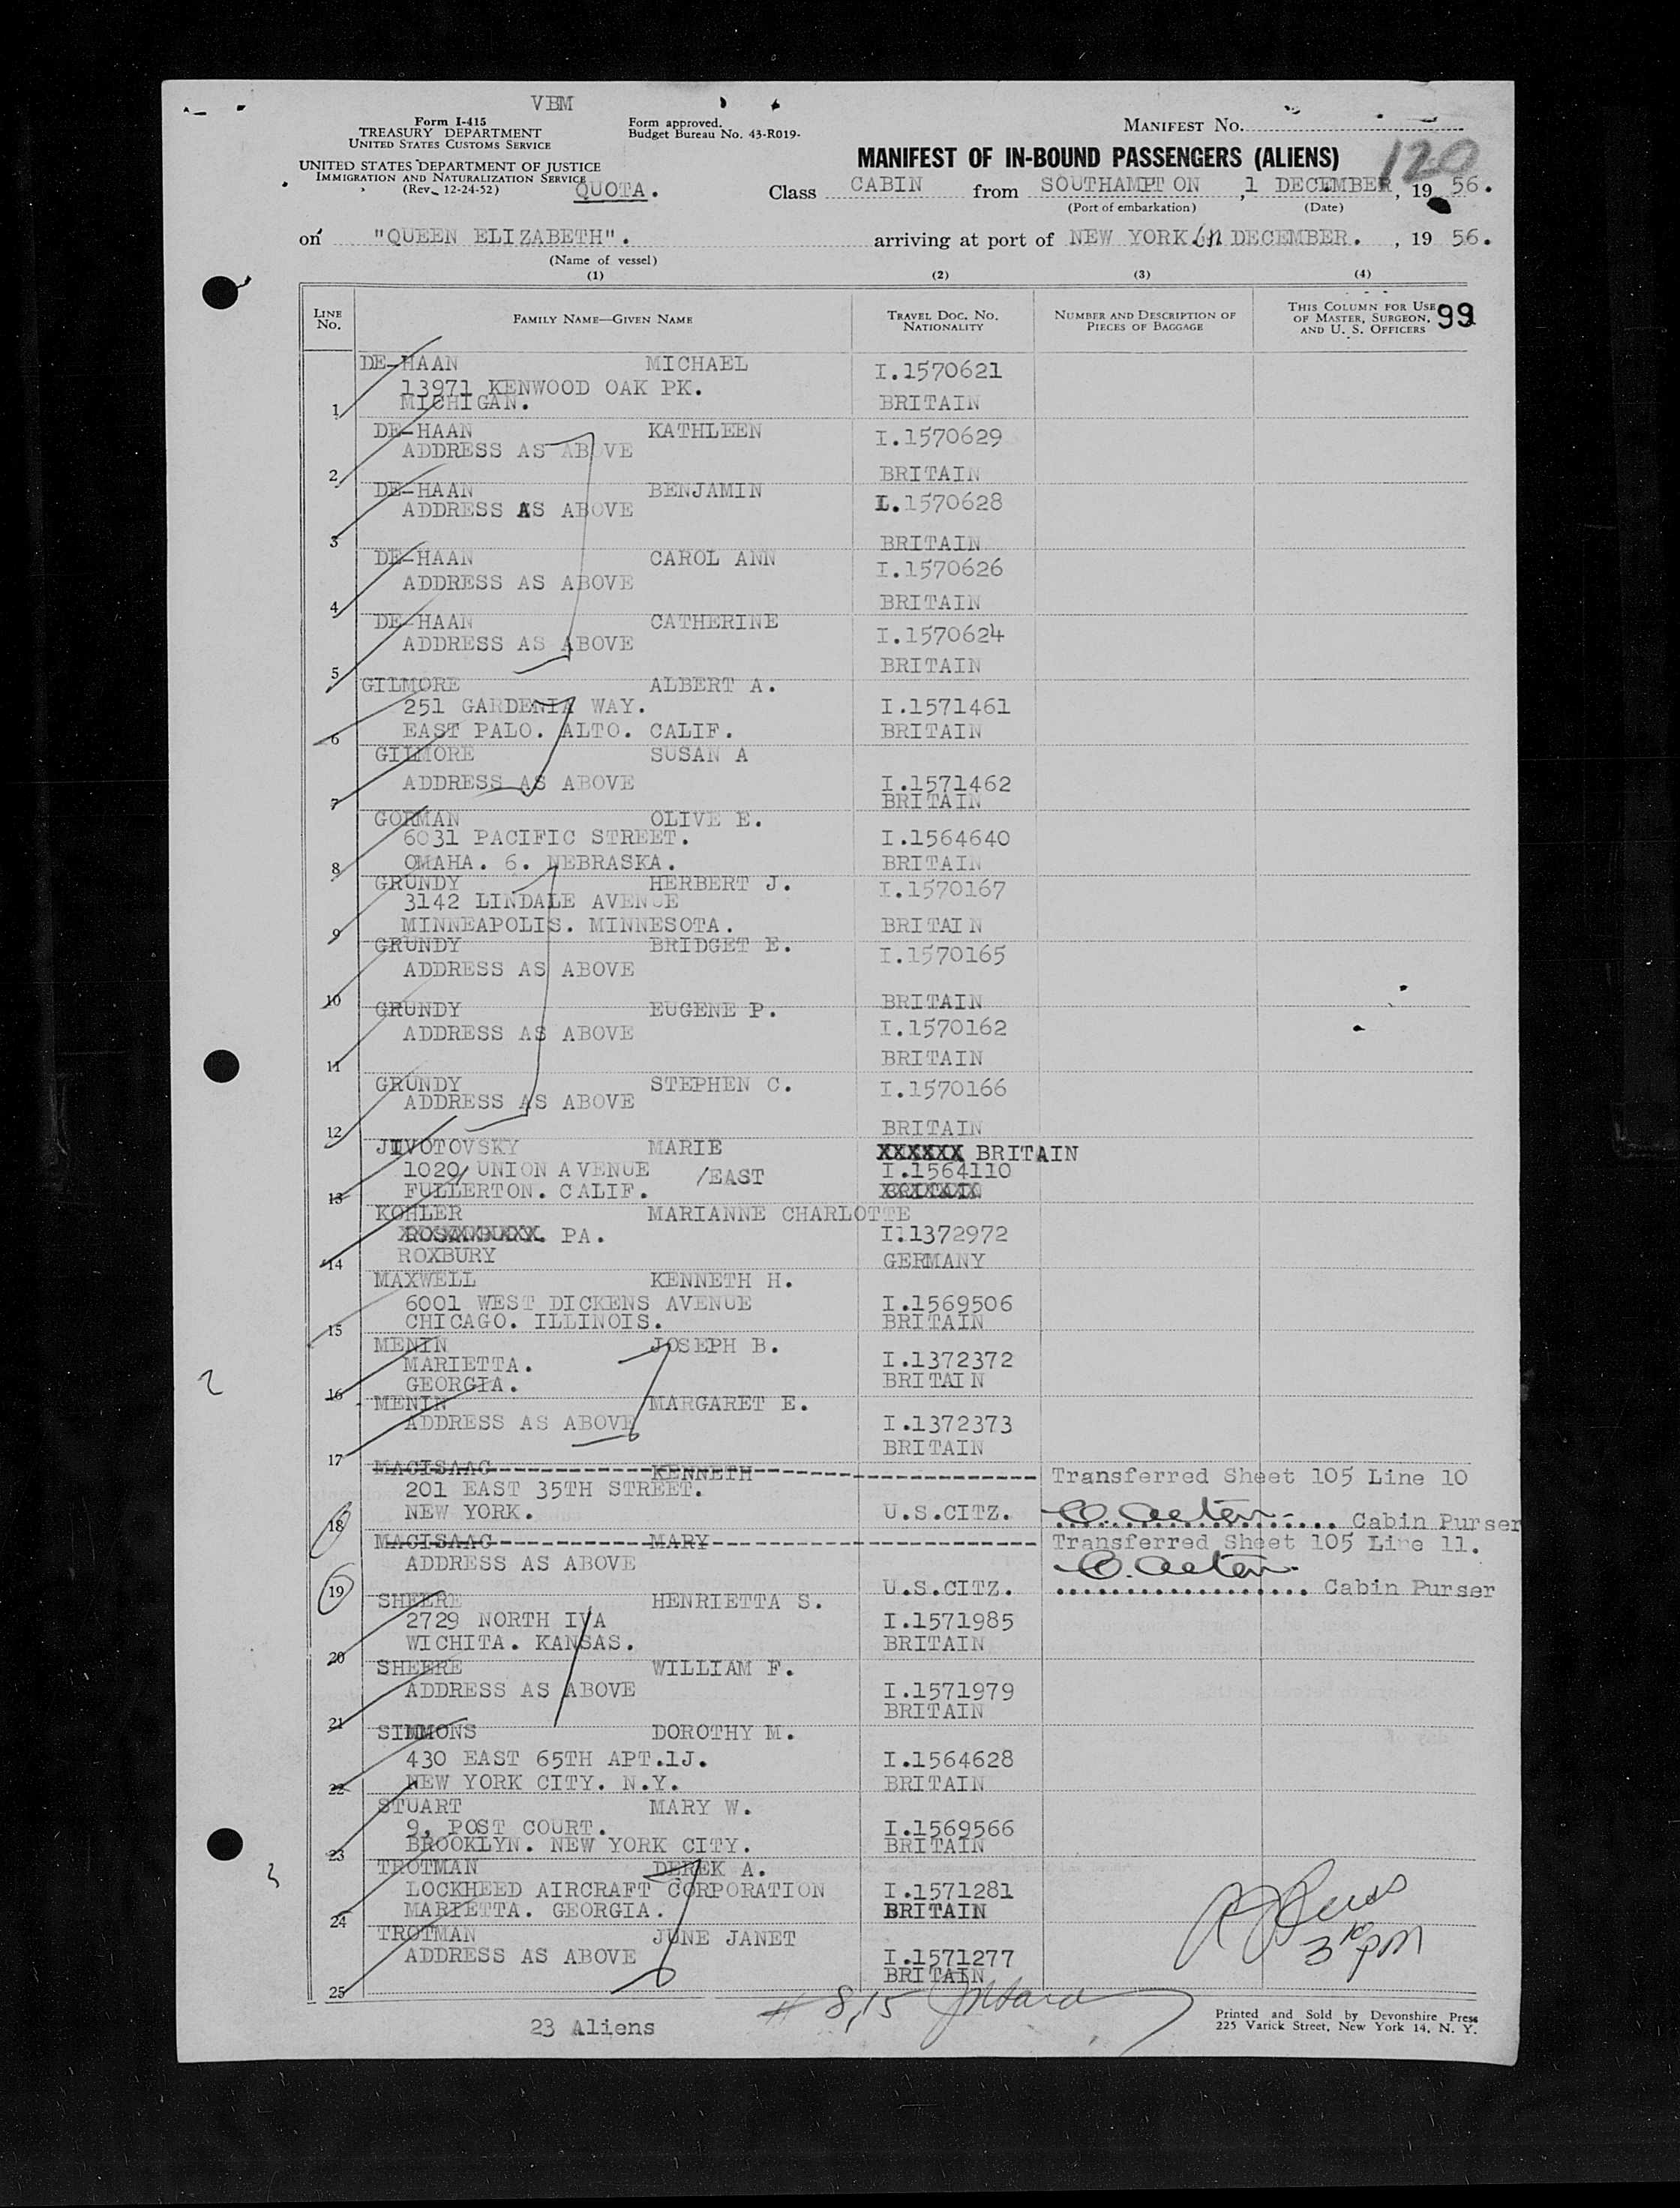 VBM
Form I-415
TREASURY DEPARTMENT
UNITED STATES CUSTOMS SERVICE
Form approved.
Budget Bureau No. 43-R019-
MANIFEST NO.
UNITED STATES DEPARTMENT OF JUSTICE
IMMIGRATION AND NATURALIZATION SERVICE
(Rev. 12-24-52)
QUOTA.
MANIFEST OF IN-BOUND PASSENGERS (ALIENS)
120
Class CABIN from SOUTHAMPTON , 1 DECEMBER , 19 56.
(Port of embarkation) (Date)
on "QUEEN ELIZABETH". arriving at port of NEW YORK. DECEMBER. , 19 56.
(Name of vessel)
(1) (2) (3) (4)
LINE NO. FAMILY NAME—GIVEN NAME TRAVEL DOC. NO. NATIONALITY NUMBER AND DESCRIPTION OF PIECES OF BAGGAGE THIS COLUMN FOR USE OF MASTER, SURGEON, AND U. S. OFFICERS 99
DE-HAAN MICHAEL I.1570621
13971 KENWOOD OAK PK.
1 MICHIGAN. BRITAIN
DE-HAAN KATHLEEN I.1570629
ADDRESS AS ABOVE
2 BRITAIN
DE-HAAN BENJAMIN I.1570628
ADDRESS AS ABOVE
3 BRITAIN
DE-HAAN CAROL ANN I.1570626
ADDRESS AS ABOVE
4 BRITAIN
DE-HAAN CATHERINE I.1570624
ADDRESS AS ABOVE
5 BRITAIN
GILMORE ALBERT A.
251 GARDENIA WAY. I.1571461
6 EAST PALO. ALTO. CALIF. BRITAIN
GILMORE SUSAN A
ADDRESS AS ABOVE I.1571462
7 BRITAIN
GORMAN OLIVE E.
6031 PACIFIC STREET. I.1564640
8 OMAHA. 6. NEBRASKA. BRITAIN
GRUNDY HERBERT J. I.1570167
3142 LINDALE AVENUE
9 MINNEAPOLIS. MINNESOTA. BRITAIN
GRUNDY BRIDGET E. I.1570165
ADDRESS AS ABOVE
10 BRITAIN
GRUNDY EUGENE P. I.1570162
ADDRESS AS ABOVE
11 BRITAIN
GRUNDY STEPHEN C. I.1570166
ADDRESS AS ABOVE
12 BRITAIN
JIVOTOVSKY MARIE XXXXXX BRITAIN
1020/ UNION AVENUE /EAST I.1564110
13 FULLERTON. CALIF.
KOHLER MARIANNE CHARLOTTE
PA. I.1372972
14 ROXBURY GERMANY
MAXWELL KENNETH H.
6001 WEST DICKENS AVENUE I.1569506
15 CHICAGO. ILLINOIS. BRITAIN
MENIN JOSEPH B.
MARIETTA. I.1372372
16 GEORGIA. BRITAIN
MENIN MARGARET E.
ADDRESS AS ABOVE I.1372373
17 BRITAIN
MACISAAC KENNETH Transferred Sheet 105 Line 10
201 EAST 35TH STREET.
18 NEW YORK. U.S.CITZ. Cabin Purser
MACISAAC MARY Transferred Sheet 105 Line 11.
ADDRESS AS ABOVE
19 U.S.CITZ. Cabin Purser
SHEERE HENRIETTA S.
2729 NORTH IVA I.1571985
20 WICHITA. KANSAS. BRITAIN
SHEERE WILLIAM F.
ADDRESS AS ABOVE I.1571979
21 BRITAIN
SIMMONS DOROTHY M.
430 EAST 65TH APT.1J. I.1564628
22 NEW YORK CITY. N.Y. BRITAIN
STUART MARY W.
9, POST COURT. I.1569566
23 BROOKLYN. NEW YORK CITY. BRITAIN
TROTMAN DEREK A.
LOCKHEED AIRCRAFT CORPORATION I.1571281
24 MARIETTA. GEORGIA. BRITAIN
TROTMAN JUNE JANET
ADDRESS AS ABOVE I.1571277
25 BRITAIN
3 10 pm
# 8,15
23 Aliens
Printed and Sold by Devonshire Press
225 Varick Street, New York 14, N. Y.